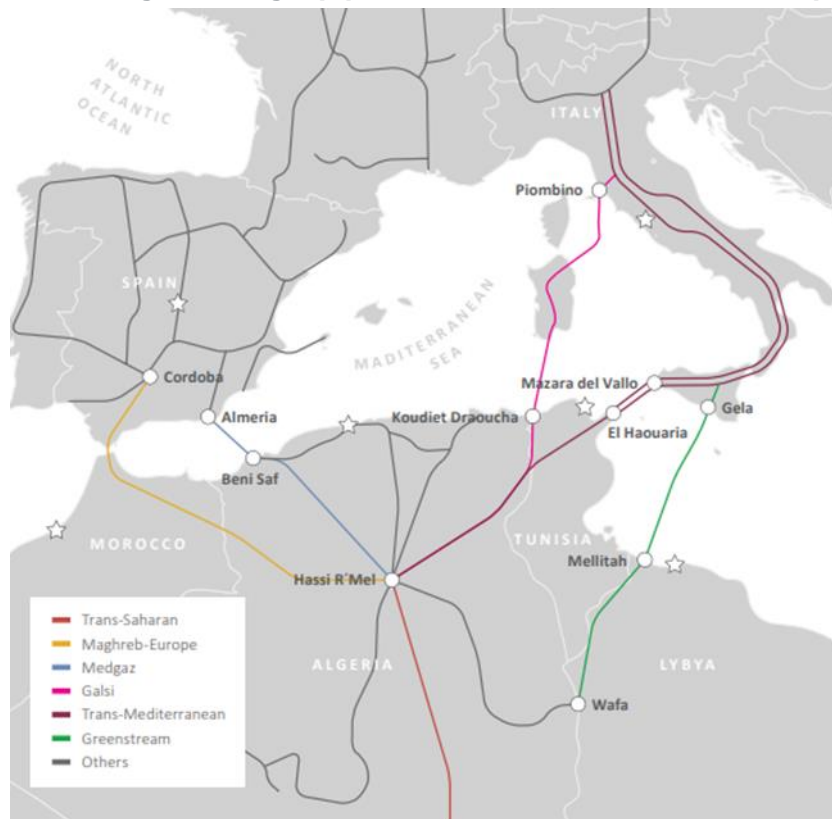 NORTH
ATLANTIC
OCEAN
ITALY
Piombino
SPAIN
MADITERRANEAN
SEA
Cordoba
Mazara del Vallo
Almeria
Koudiet Draoucha
Gela
El Haouaria
Beni Saf
MOROCCO
TUNISIA
Mellitah
Hassi R´Mel
Trans-Saharan
Maghreb-Europe
Medgaz
Galsi
Trans-Mediterranean
Greenstream
Others
ALGERIA
LYBYA
Wafa